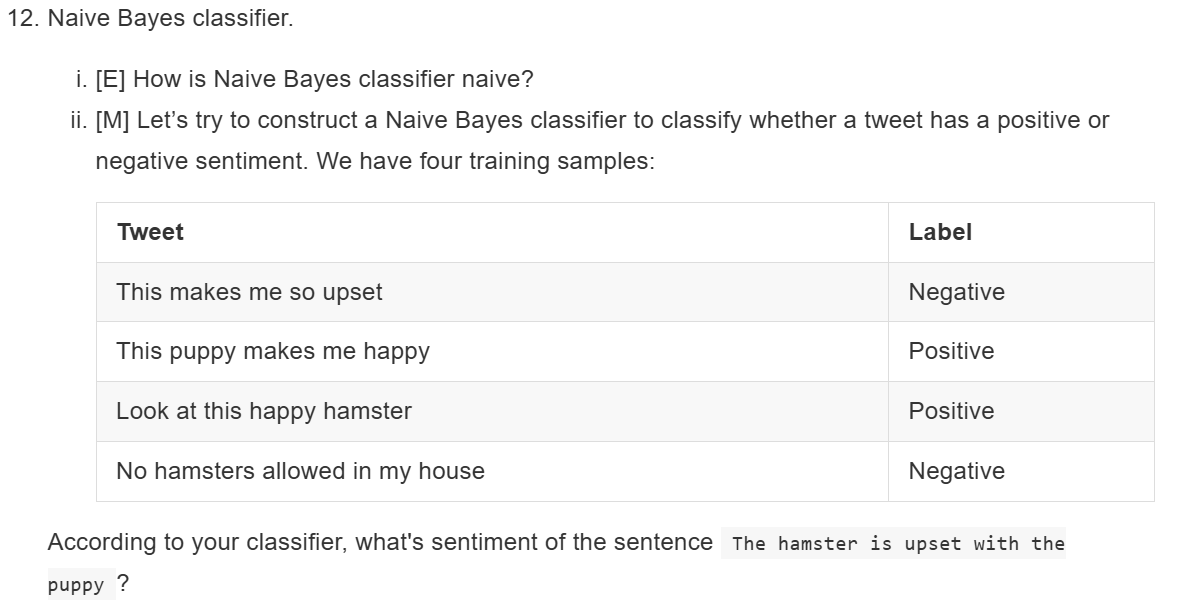 12. Naive Bayes classifier.
i. [E] How is Naive Bayes classifier naive?
ii. [M] Let’s try to construct a Naive Bayes classifier to classify whether a tweet has a positive or
negative sentiment. We have four training samples:
Tweet Label
This makes me so upset Negative
This puppy makes me happy Positive
Look at this happy hamster Positive
No hamsters allowed in my house Negative
According to your classifier, what's sentiment of the sentence The hamster is upset with the
puppy ?